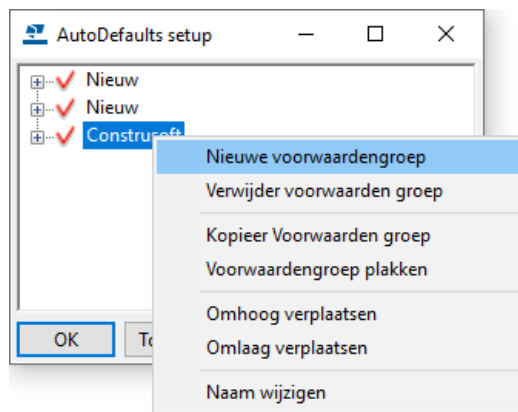 AutoDefaults setup
Nieuw
Nieuw
Construsoft
Nieuwe voorwaardengroep
Verwijder voorwaarden groep
Kopieer Voorwaarden groep
Voorwaardengroep plakken
Omhoog verplaatsen
Omlaag verplaatsen
Naam wijzigen
OK